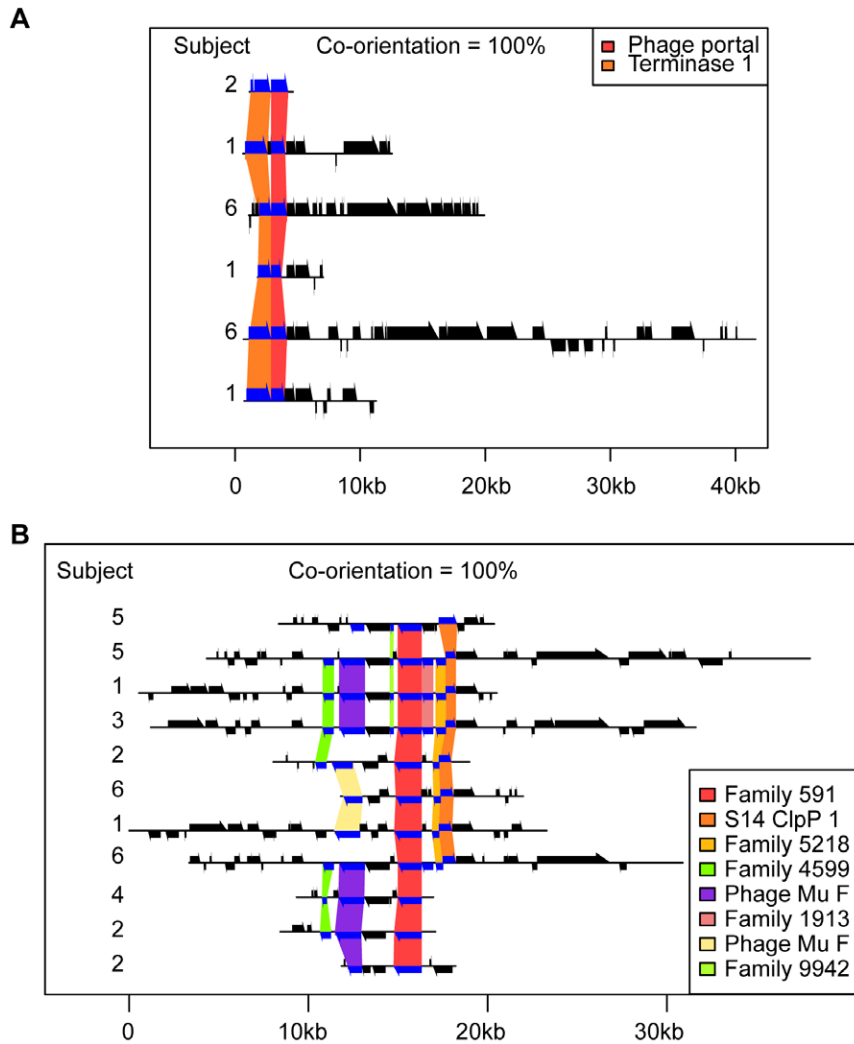 A
Subject Co-orientation = 100%
Phage portal
Terminase 1
2
1
6
1
6
1
0 10kb 20kb 30kb 40kb
B
Subject Co-orientation = 100%
5
5
1
3
2
6
1
6
4
2
2
Family 591
S14 ClpP 1
Family 5218
Family 4599
Phage Mu F
Family 1913
Phage Mu F
Family 9942
0 10kb 20kb 30kb